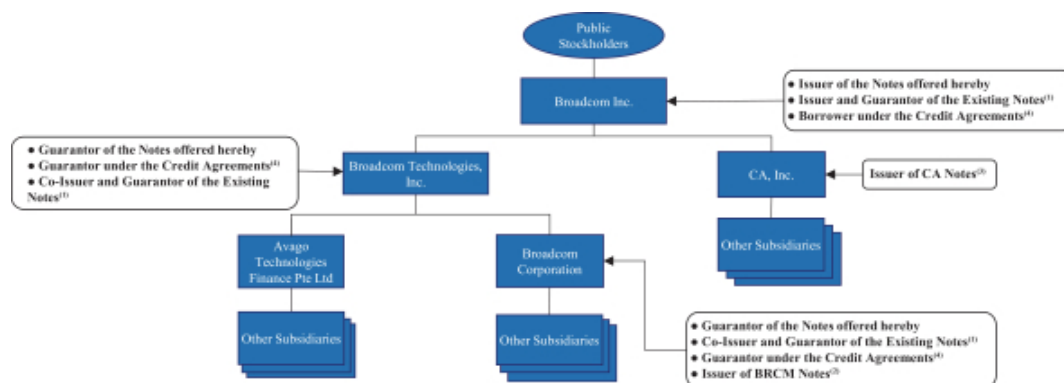 Public
Stockholders
Broadcom Inc.
● Issuer of the Notes offered hereby
● Issuer and Guarantor of the Existing Notes⁽¹⁾
● Borrower under the Credit Agreements⁽⁴⁾
● Guarantor of the Notes offered hereby
● Guarantor under the Credit Agreements⁽⁴⁾
● Co-Issuer and Guarantor of the Existing
Notes⁽¹⁾
Broadcom Technologies,
Inc.
CA, Inc.
Issuer of CA Notes⁽³⁾
Avago
Technologies
Finance Pte Ltd
Broadcom
Corporation
Other Subsidiaries
Other Subsidiaries
Other Subsidiaries
● Guarantor of the Notes offered hereby
● Co-Issuer and Guarantor of the Existing Notes⁽¹⁾
● Guarantor under the Credit Agreements⁽⁴⁾
● Issuer of BRCM Notes⁽²⁾